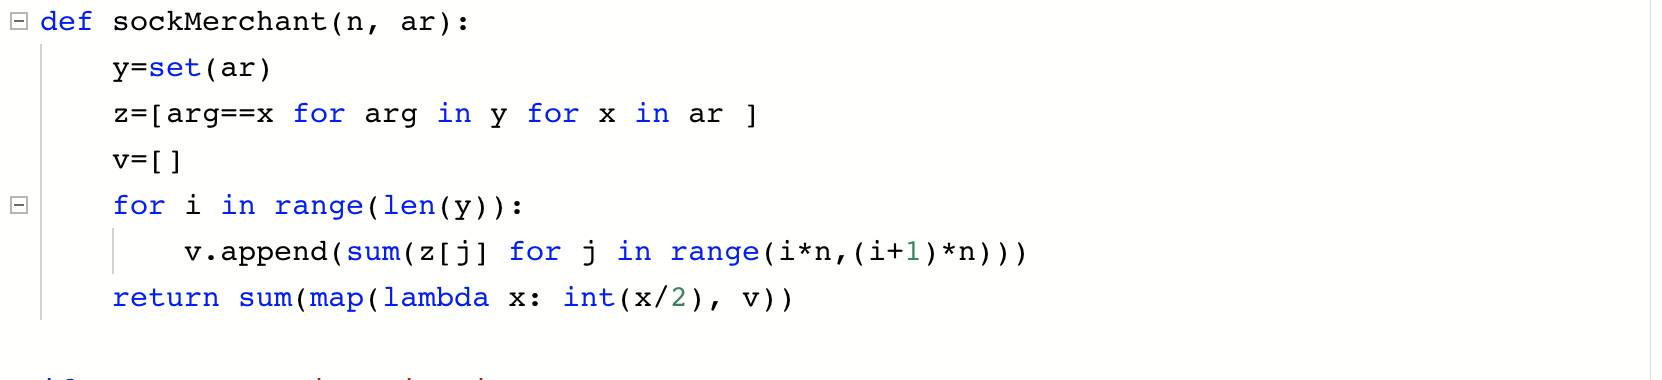 def sockMerchant(n, ar):
    y=set(ar)
    z=[arg==x for arg in y for x in ar ]
    v=[]
    for i in range(len(y)):
        v.append(sum(z[j] for j in range(i*n,(i+1)*n)))
    return sum(map(lambda x: int(x/2), v))